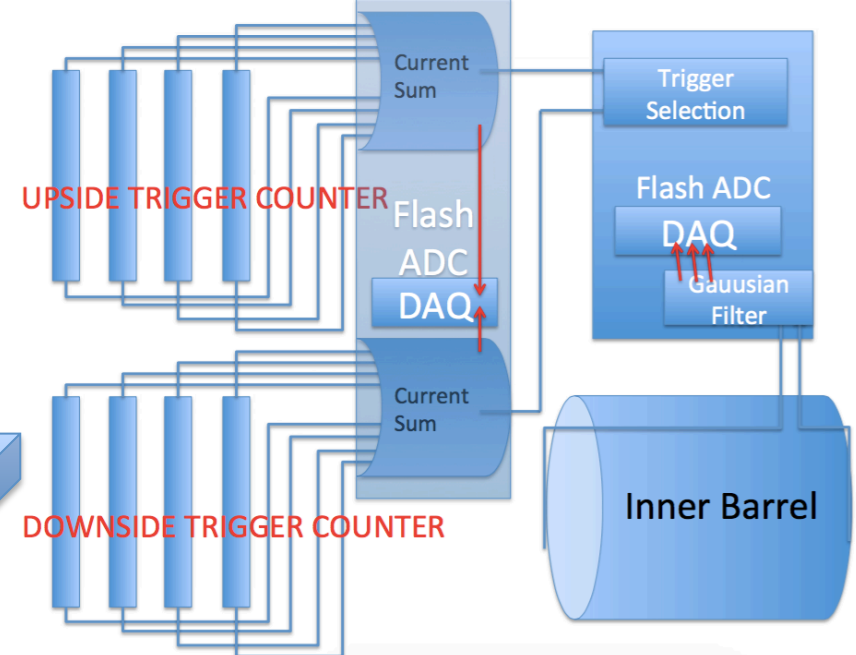 Current
Sum
UPSIDE TRIGGER COUNTER
Flash
ADC
DAQ
Current
Sum
DOWNSIDE TRIGGER COUNTER
Trigger
Selection
Flash ADC
DAQ
Gauusian
Filter
Inner Barrel